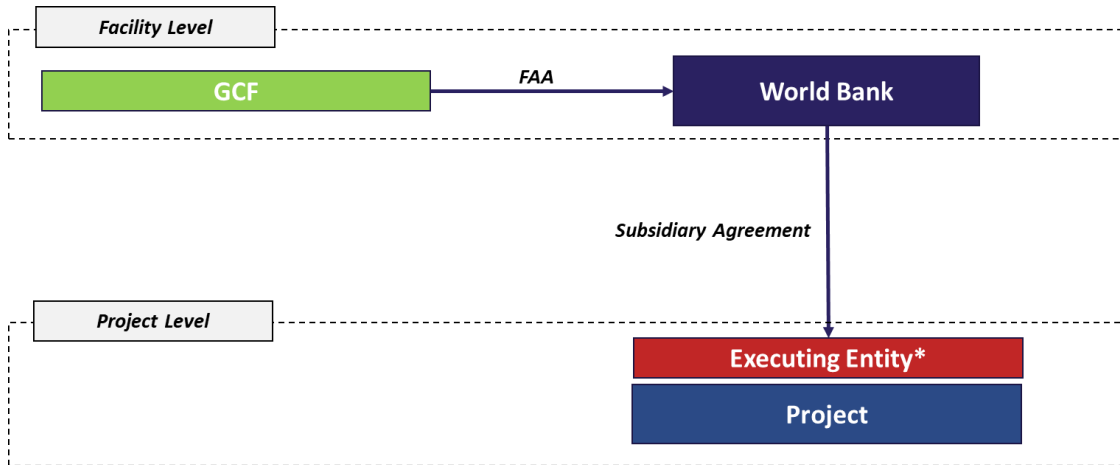 Facility Level
GCF
FAA
World Bank
Subsidiary Agreement
Project Level
Executing Entity*
Project